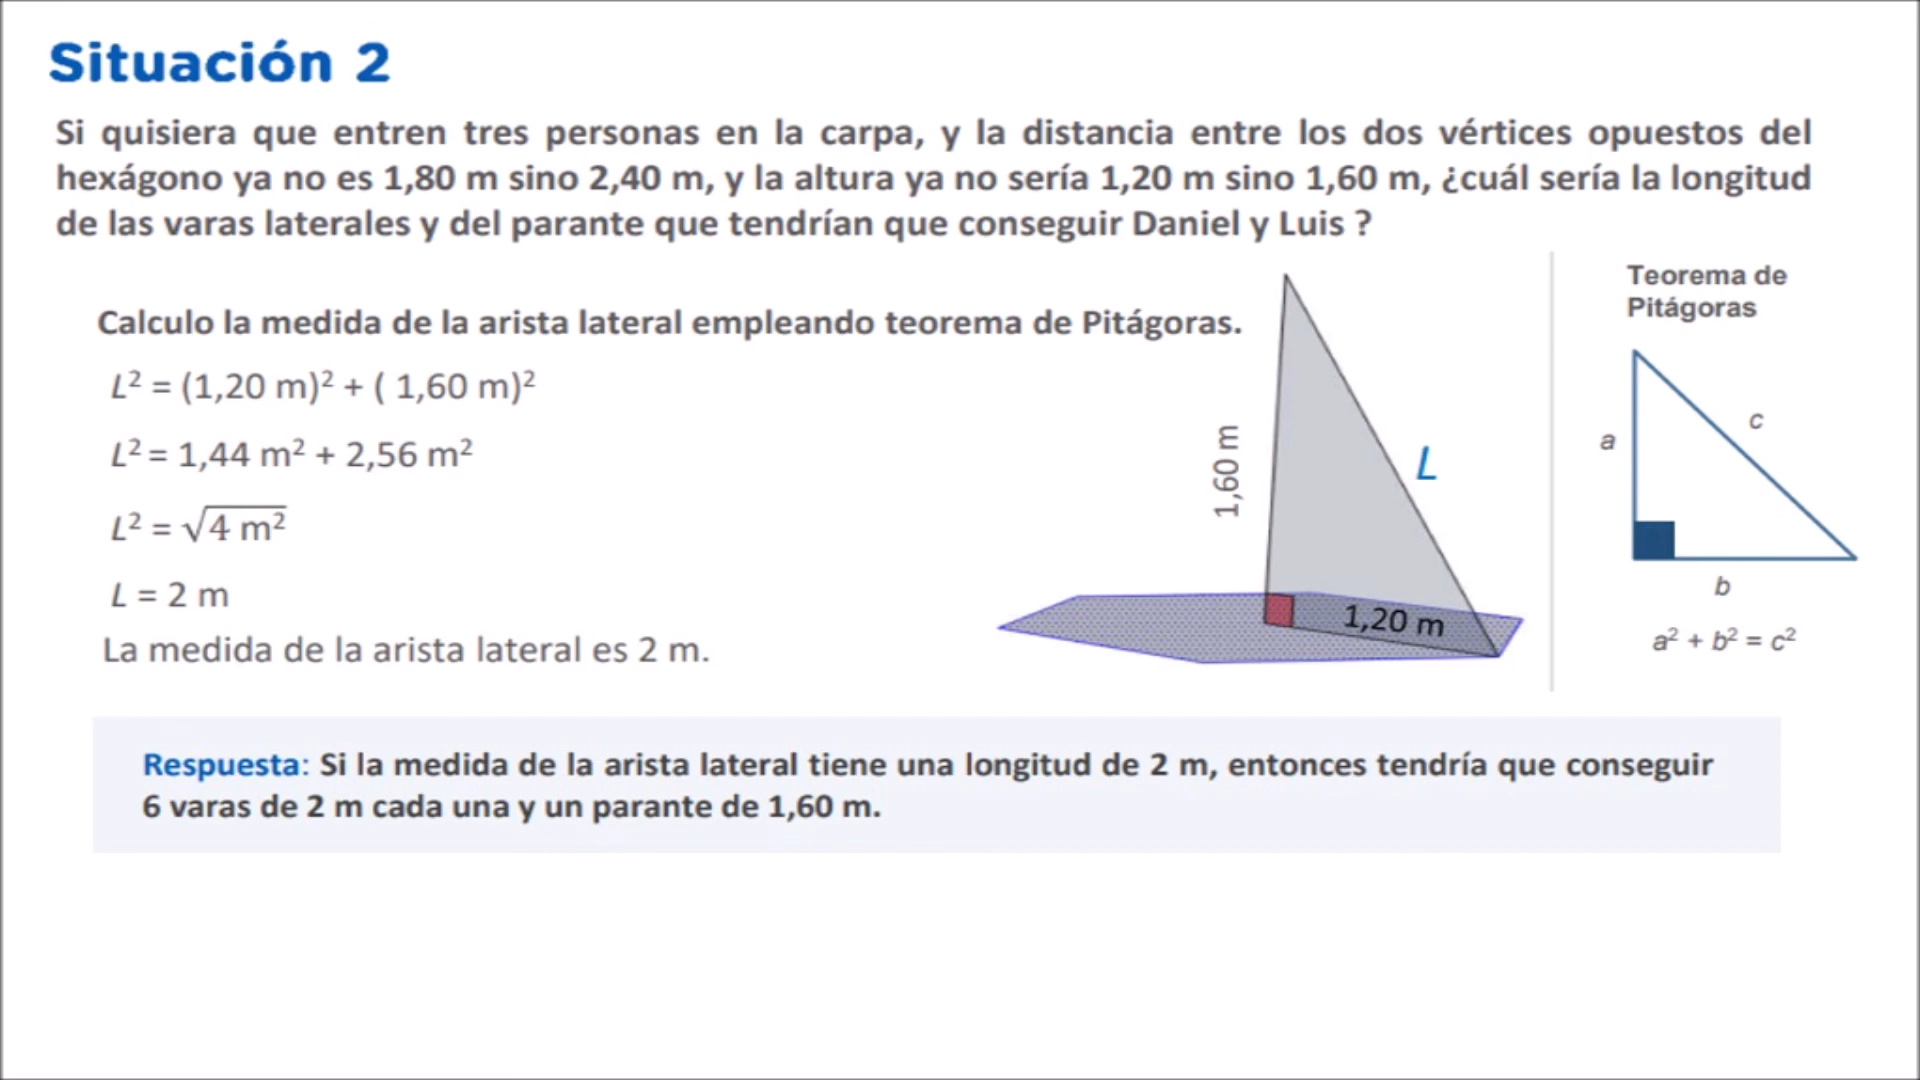 Situación 2
Si quisiera que entren tres personas en la carpa, y la distancia entre los dos vértices opuestos del
hexágono ya no es 1,80 m sino 2,40 m, y la altura ya no sería 1,20 m sino 1,60 m, ¿cuál sería la longitud
de las varas laterales y del parante que tendrían que conseguir Daniel y Luis ?
Calculo la medida de la arista lateral empleando teorema de Pitágoras.
L² = (1,20 m)² + ( 1,60 m)²
L² = 1,44 m² + 2,56 m²
L² = √4 m²
L = 2 m
La medida de la arista lateral es 2 m.
1,60 m
L
1,20 m
Teorema de
Pitágoras
a
c
b
a² + b² = c²
Respuesta: Si la medida de la arista lateral tiene una longitud de 2 m, entonces tendría que conseguir
6 varas de 2 m cada una y un parante de 1,60 m.